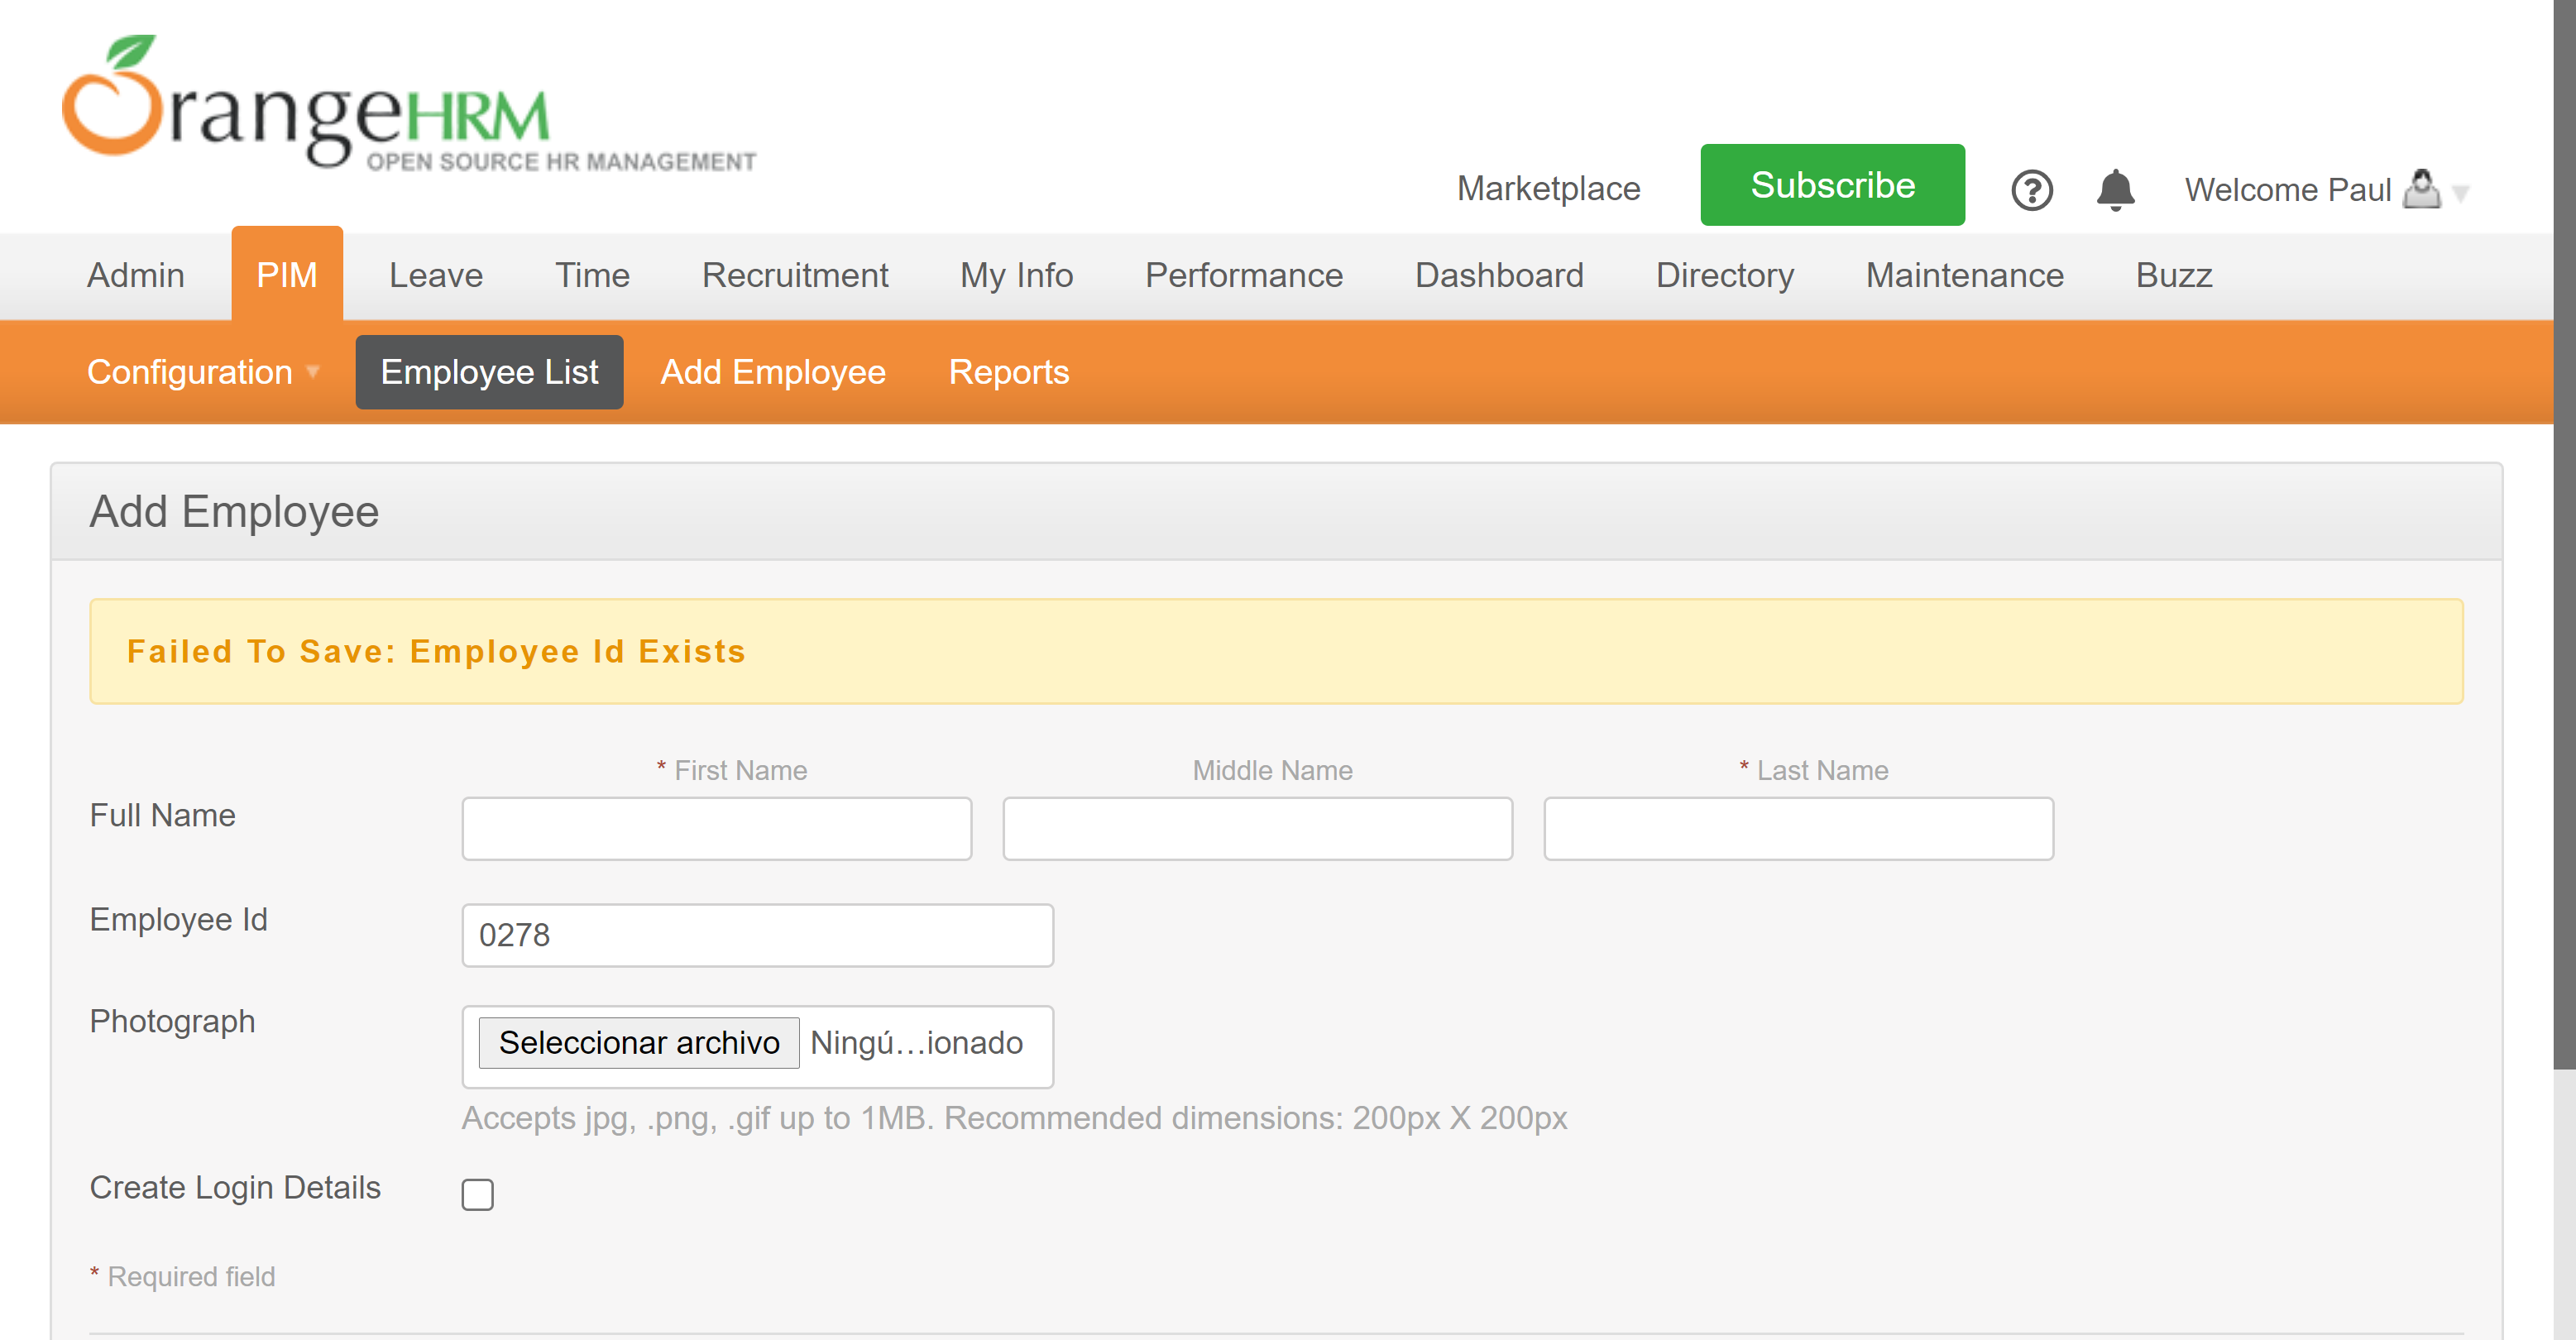 OrangeHRM
OPEN SOURCE HR MANAGEMENT
Marketplace Subscribe Welcome Paul
Admin PIM Leave Time Recruitment My Info Performance Dashboard Directory Maintenance Buzz
Configuration Employee List Add Employee Reports
Add Employee
Failed To Save: Employee Id Exists
* First Name Middle Name * Last Name
Full Name
Employee Id 0278
Photograph Seleccionar archivo Ningú…ionado
Accepts jpg, .png, .gif up to 1MB. Recommended dimensions: 200px X 200px
Create Login Details
* Required field